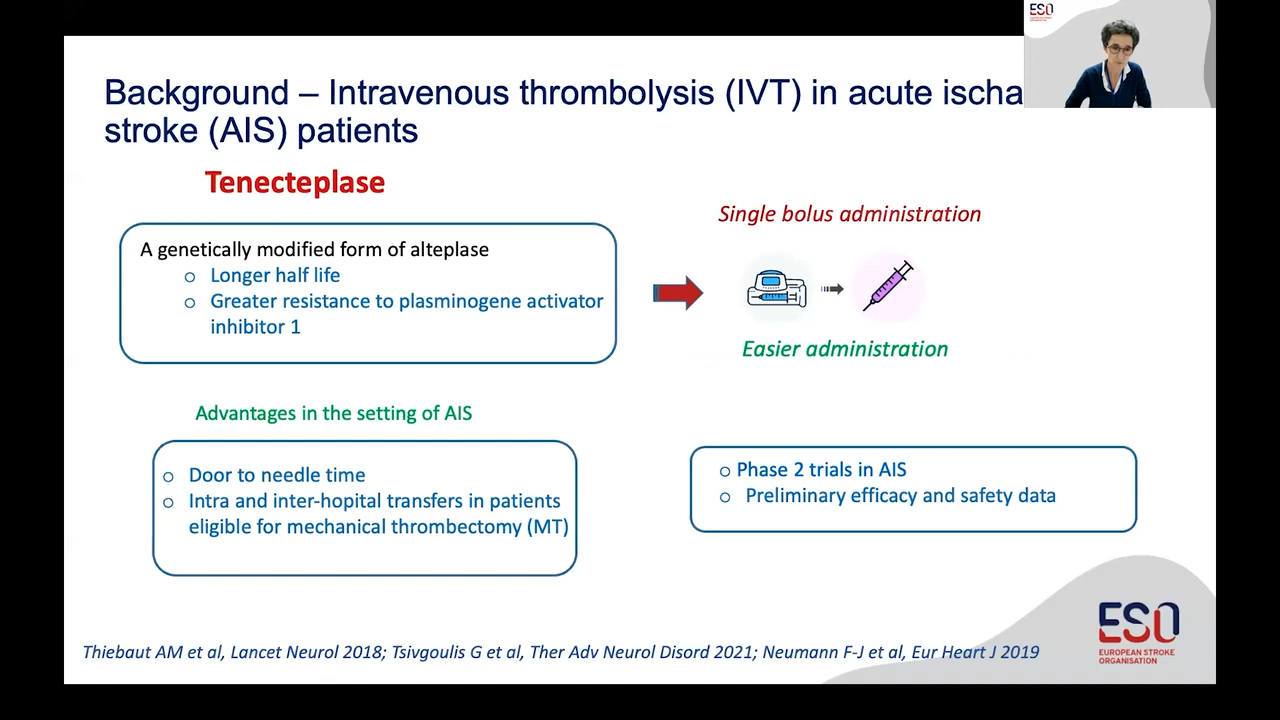 ESO
Background – Intravenous thrombolysis (IVT) in acute ischa
stroke (AIS) patients
Tenecteplase
A genetically modified form of alteplase
o Longer half life
o Greater resistance to plasminogene activator
inhibitor 1
Single bolus administration
Easier administration
Advantages in the setting of AIS
o Door to needle time
o Intra and inter-hopital transfers in patients
eligible for mechanical thrombectomy (MT)
o Phase 2 trials in AIS
o Preliminary efficacy and safety data
Thiebaut AM et al, Lancet Neurol 2018; Tsivgoulis G et al, Ther Adv Neurol Disord 2021; Neumann F-J et al, Eur Heart J 2019
ESO
EUROPEAN STROKE
ORGANISATION